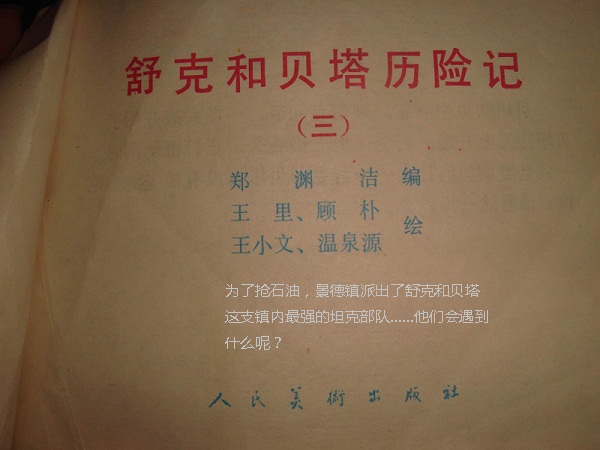 舒克和贝塔历险记
（三）
郑渊洁 编
王里、顾朴
王小文、温泉源 绘
为了抢石油，景德镇派出了舒克和贝塔
这支镇内最强的坦克部队......他们会遇到
什么呢？
人民美術出版社